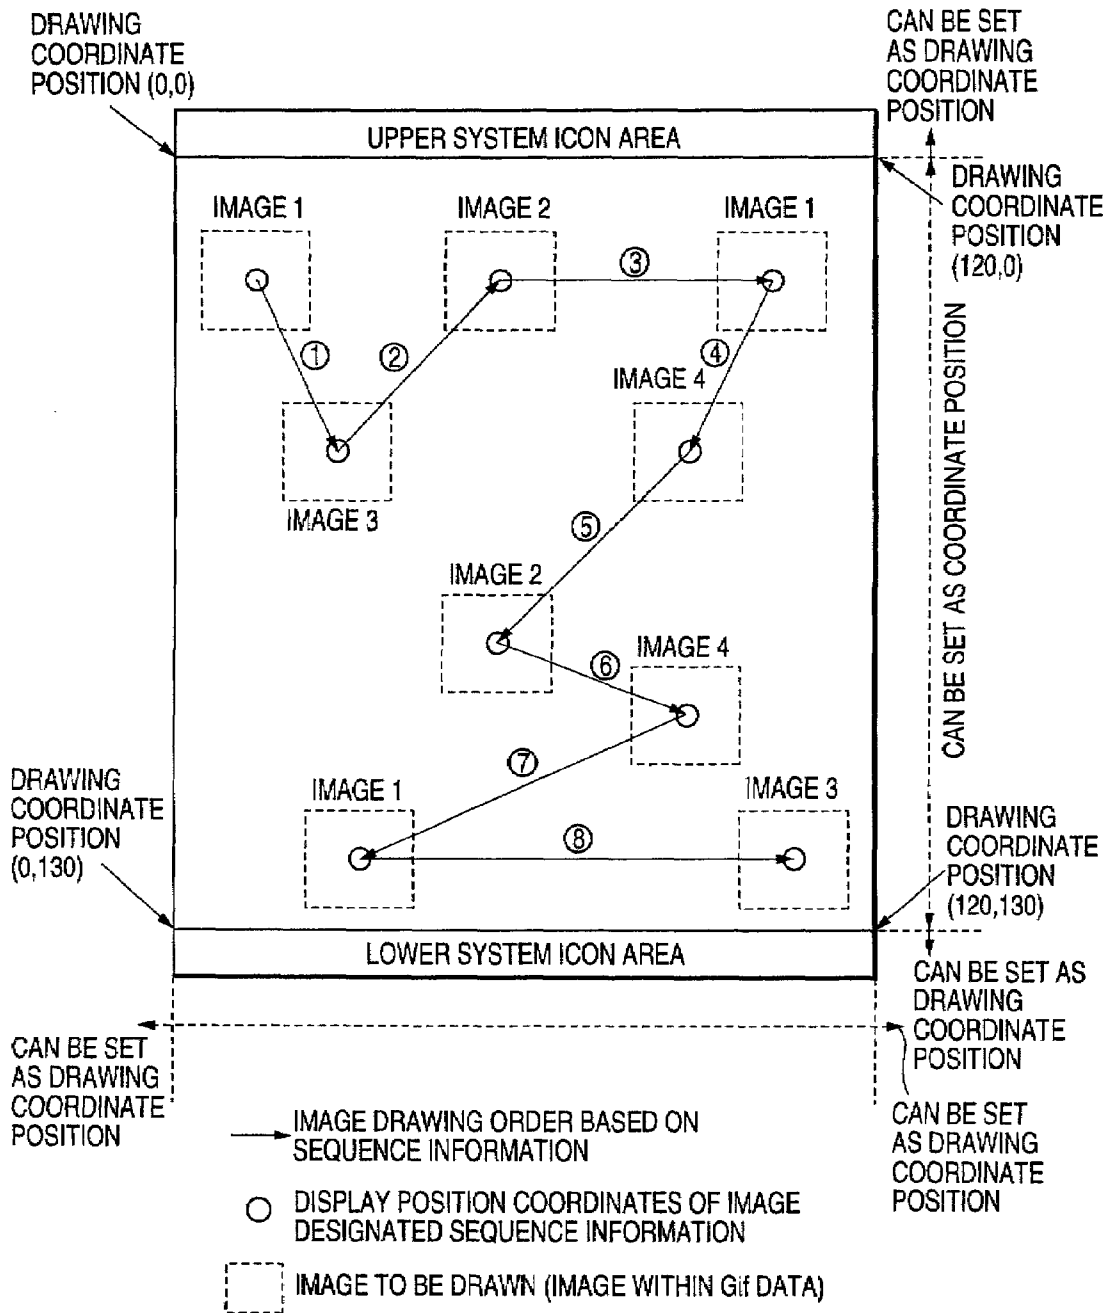 DRAWING
COORDINATE
POSITION (0,0)
CAN BE SET
AS DRAWING
COORDINATE
POSITION
UPPER SYSTEM ICON AREA
DRAWING
COORDINATE
POSITION
(120,0)
IMAGE 1
IMAGE 2
IMAGE 1
3
1
2
4
IMAGE 4
IMAGE 3
5
CAN BE SET AS COORDINATE POSITION
IMAGE 2
6
IMAGE 4
7
DRAWING
COORDINATE
POSITION
(0,130)
IMAGE 1
IMAGE 3
8
DRAWING
COORDINATE
POSITION
(120,130)
LOWER SYSTEM ICON AREA
CAN BE SET AS
DRAWING
COORDINATE
POSITION
CAN BE SET
AS DRAWING
COORDINATE
POSITION
CAN BE SET
AS DRAWING
COORDINATE
POSITION
IMAGE DRAWING ORDER BASED ON
SEQUENCE INFORMATION
DISPLAY POSITION COORDINATES OF IMAGE
DESIGNATED SEQUENCE INFORMATION
IMAGE TO BE DRAWN (IMAGE WITHIN Gif DATA)